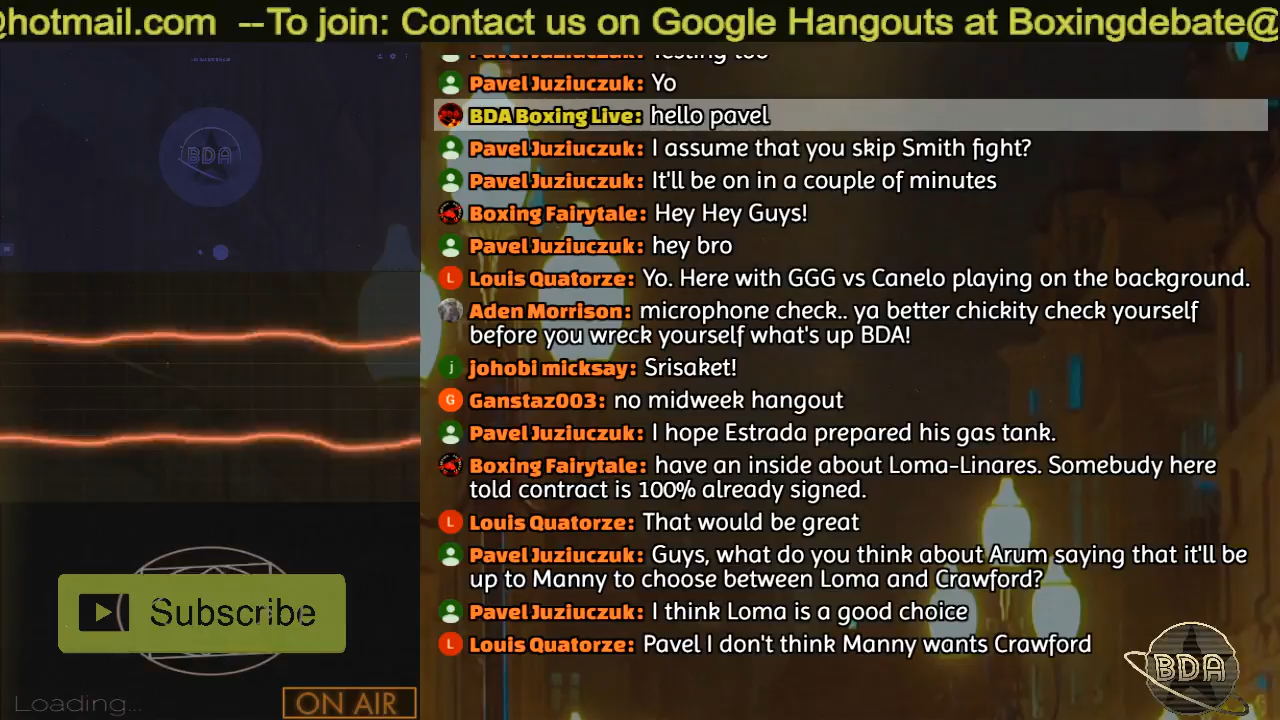 @hotmail.com --To join: Contact us on Google Hangouts at Boxingdebate@
Pavel Juziuczuk: Yo
BDA Boxing Live: hello pavel
Pavel Juziuczuk: I assume that you skip Smith fight?
Pavel Juziuczuk: It'll be on in a couple of minutes
Boxing Fairytale: Hey Hey Guys!
Pavel Juziuczuk: hey bro
Louis Quatorze: Yo. Here with GGG vs Canelo playing on the background.
Aden Morrison: microphone check.. ya better chickity check yourself
before you wreck yourself what's up BDA!
johobi micksay: Srisaket!
Ganstaz003: no midweek hangout
Pavel Juziuczuk: I hope Estrada prepared his gas tank.
Boxing Fairytale: have an inside about Loma-Linares. Somebudy here
told contract is 100% already signed.
Louis Quatorze: That would be great
Pavel Juziuczuk: Guys, what do you think about Arum saying that it'll be
up to Manny to choose between Loma and Crawford?
Pavel Juziuczuk: I think Loma is a good choice
Louis Quatorze: Pavel I don't think Manny wants Crawford
BDA
Subscribe
Loading...
ON AIR
BDA